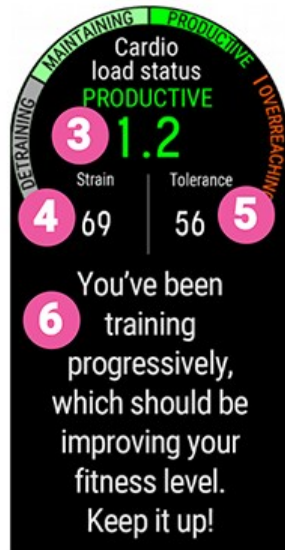 DETRAINING
MAINTAINING
PRODUCTIVE
OVERREACHING
Cardio
load status
PRODUCTIVE
3 1.2
Strain Tolerance
4 69 56 5
6 You've been
training
progressively,
which should be
improving your
fitness level.
Keep it up!